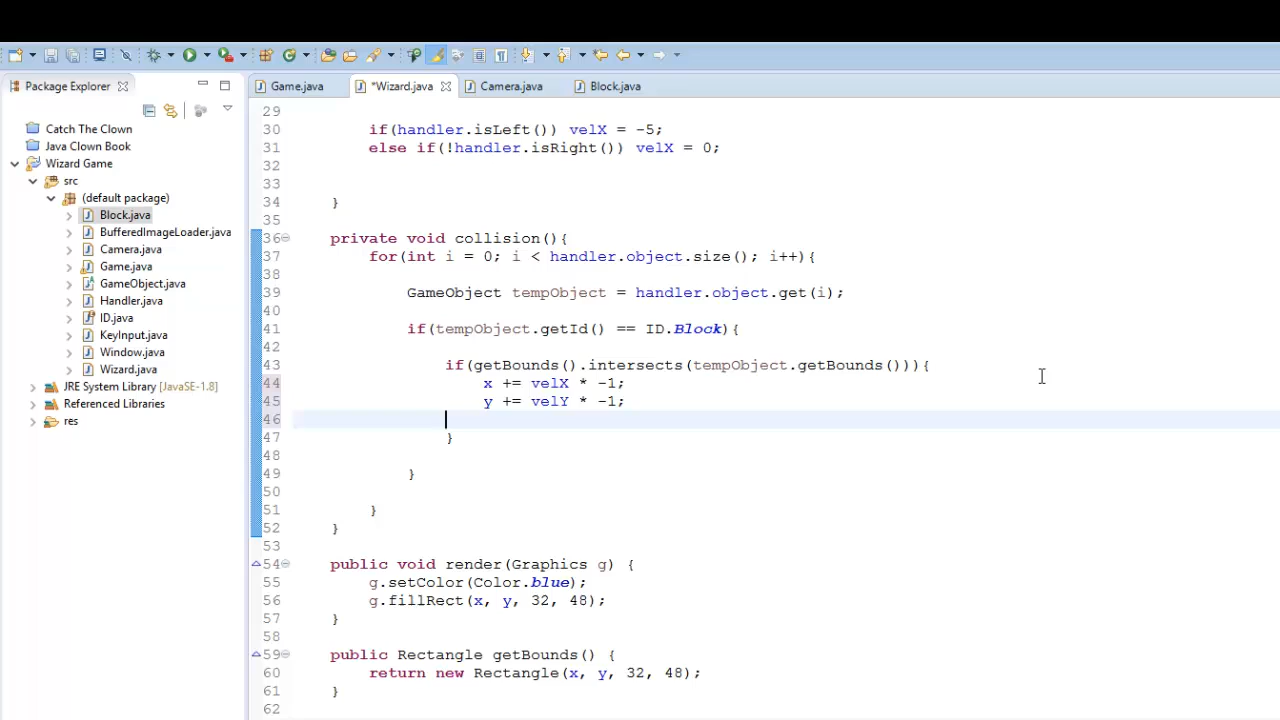 Package Explorer
Catch The Clown
Java Clown Book
Wizard Game
src
(default package)
Block.java
BufferedImageLoader.java
Camera.java
Game.java
GameObject.java
Handler.java
ID.java
KeyInput.java
Window.java
Wizard.java
JRE System Library [JavaSE-1.8]
Referenced Libraries
res
Game.java *Wizard.java Camera.java Block.java
29
30 if(handler.isLeft()) velX = -5;
31 else if(!handler.isRight()) velX = 0;
32
33
34 }
35
36 private void collision(){
37 for(int i = 0; i < handler.object.size(); i++){
38
39 GameObject tempObject = handler.object.get(i);
40
41 if(tempObject.getId() == ID.Block){
42
43 if(getBounds().intersects(tempObject.getBounds())){
44 x += velX * -1;
45 y += velY * -1;
46
47 }
48
49 }
50
51 }
52 }
53
54 public void render(Graphics g) {
55 g.setColor(Color.blue);
56 g.fillRect(x, y, 32, 48);
57 }
58
59 public Rectangle getBounds() {
60 return new Rectangle(x, y, 32, 48);
61 }
62